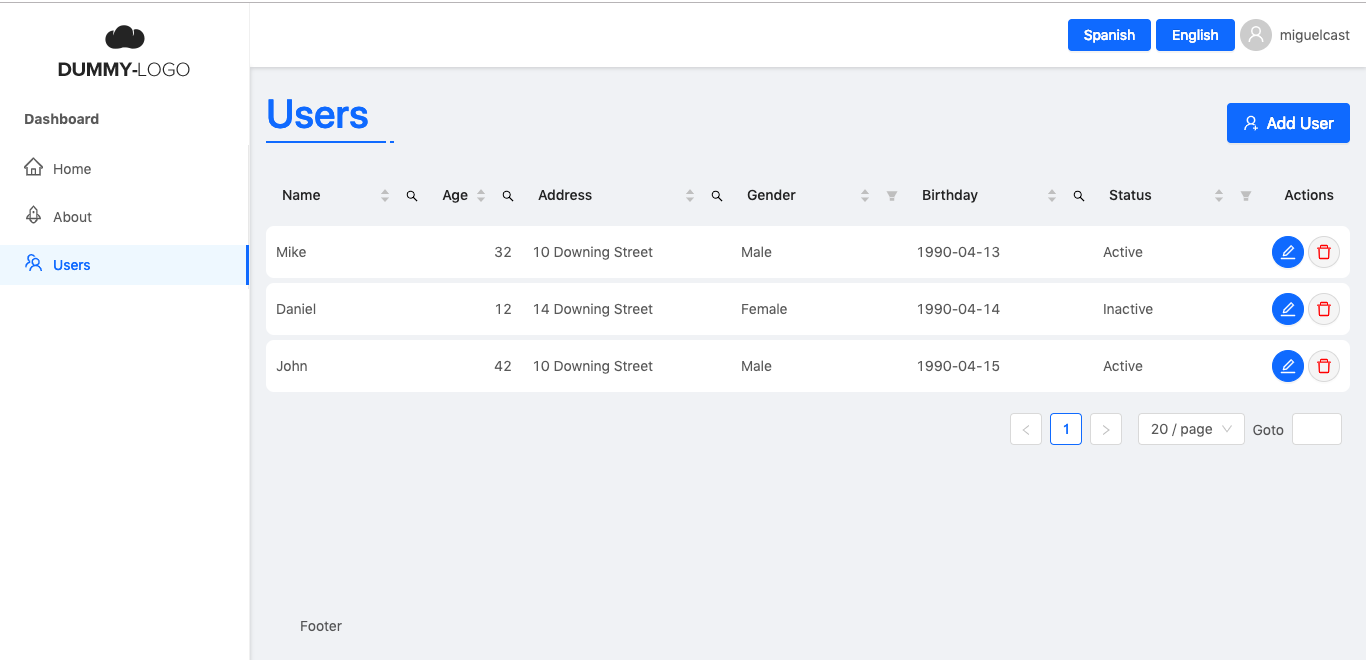 DUMMY-LOGO
Spanish English miguelcast
Dashboard
Home
About
Users
Users
Add User
Name Age Address Gender Birthday Status Actions
Mike 32 10 Downing Street Male 1990-04-13 Active
Daniel 12 14 Downing Street Female 1990-04-14 Inactive
John 42 10 Downing Street Male 1990-04-15 Active
< 1 > 20 / page Goto
Footer